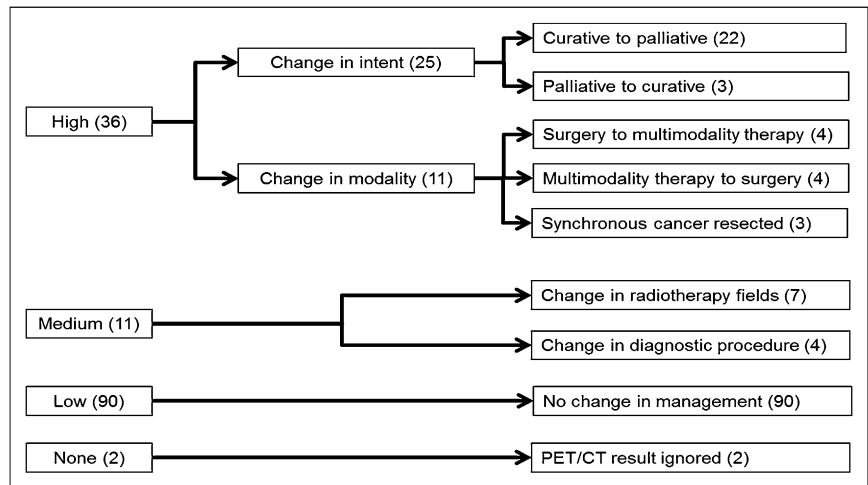 High (36)
Change in intent (25)
Curative to palliative (22)
Palliative to curative (3)
Change in modality (11)
Surgery to multimodality therapy (4)
Multimodality therapy to surgery (4)
Synchronous cancer resected (3)
Medium (11)
Change in radiotherapy fields (7)
Change in diagnostic procedure (4)
Low (90)
No change in management (90)
None (2)
PET/CT result ignored (2)